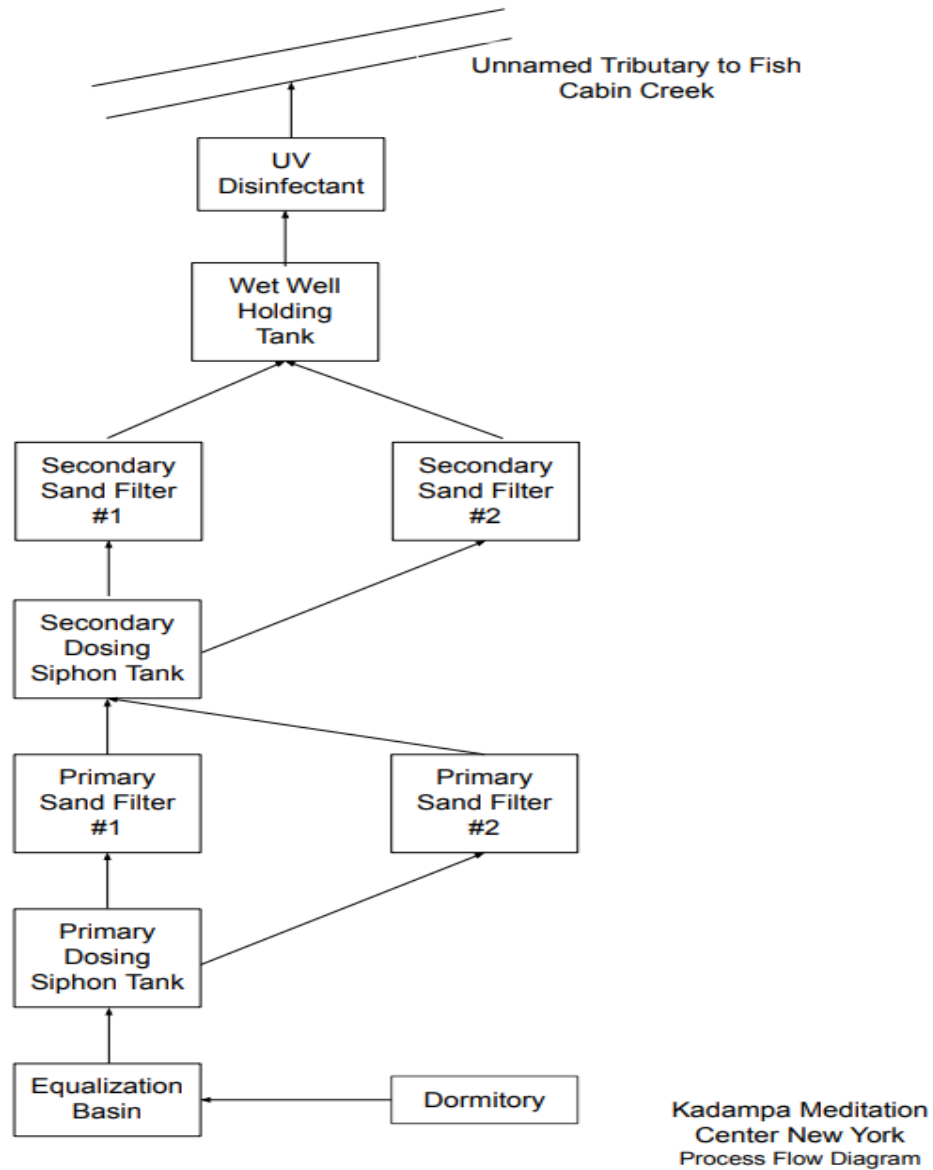 Unnamed Tributary to Fish
Cabin Creek
UV
Disinfectant
Wet Well
Holding
Tank
Secondary
Sand Filter
#1
Secondary
Sand Filter
#2
Secondary
Dosing
Siphon Tank
Primary
Sand Filter
#1
Primary
Sand Filter
#2
Primary
Dosing
Siphon Tank
Equalization
Basin
Dormitory
Kadampa Meditation
Center New York
Process Flow Diagram